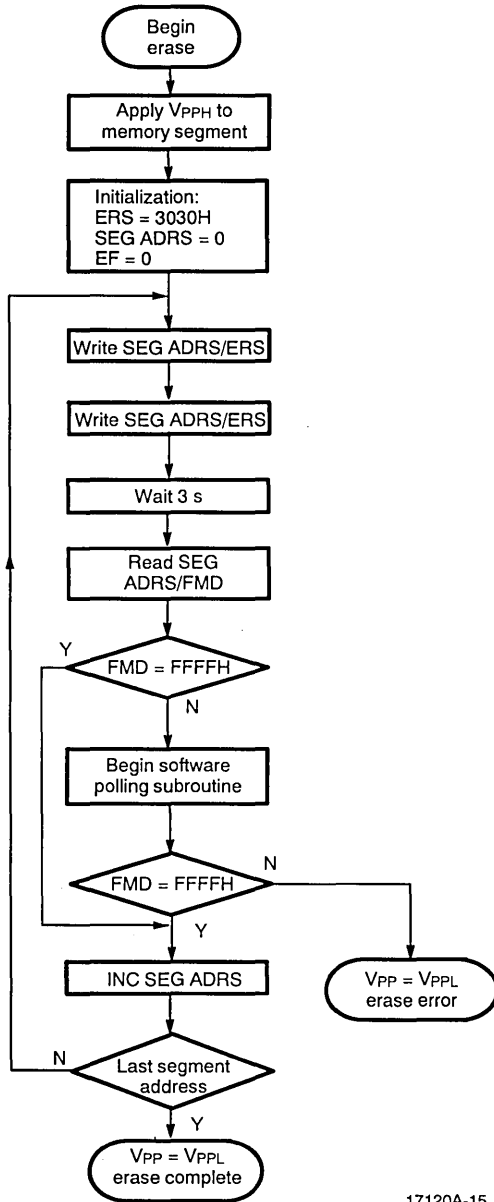 Begin
erase
Apply VPPH to
memory segment
Initialization:
ERS = 3030H
SEG ADRS = 0
EF = 0
Write SEG ADRS/ERS
Write SEG ADRS/ERS
Wait 3 s
Read SEG
ADRS/FMD
Y
FMD = FFFFH
N
Begin software
polling subroutine
FMD = FFFFH
N
Y
INC SEG ADRS
VPP = VPPL
erase error
N
Last segment
address
Y
VPP = VPPL
erase complete
17120A-15